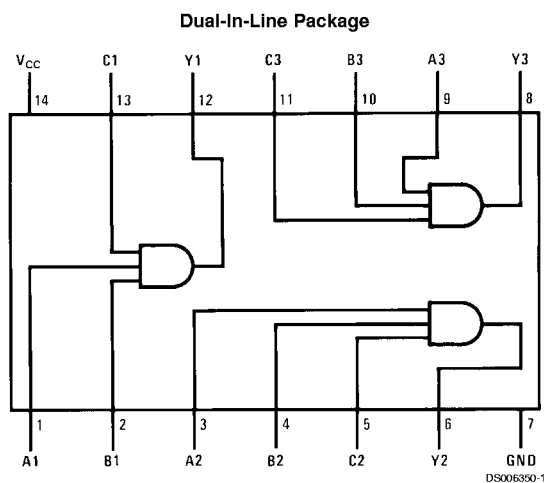 Dual-In-Line Package
VCC C1 Y1 C3 B3 A3 Y3
14 13 12 11 10 9 8
1 2 3 4 5 6 7
A1 B1 A2 B2 C2 Y2 GND
DS006350-1